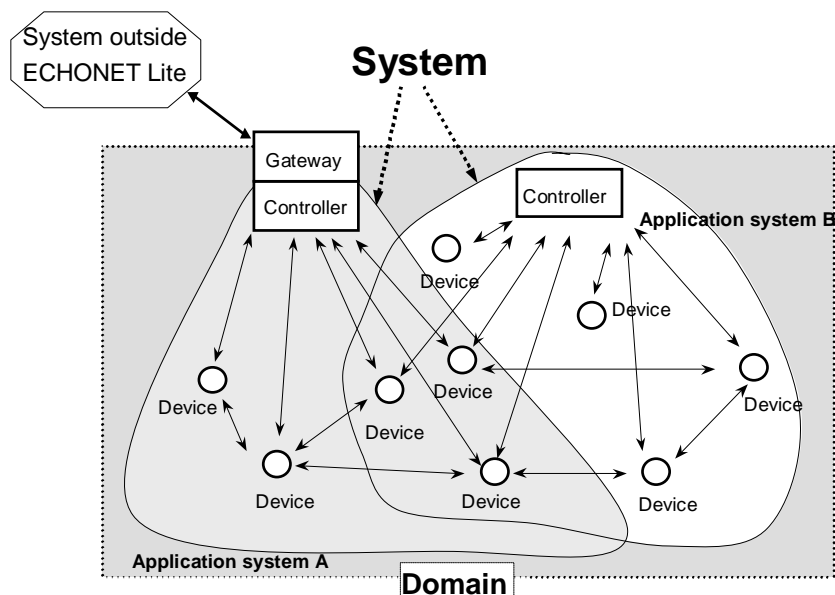 System outside
ECHONET Lite
System
Gateway
Controller
Controller
Application system B
Device
Device
Device
Device
Device
Device
Device
Device
Device
Application system A
Domain